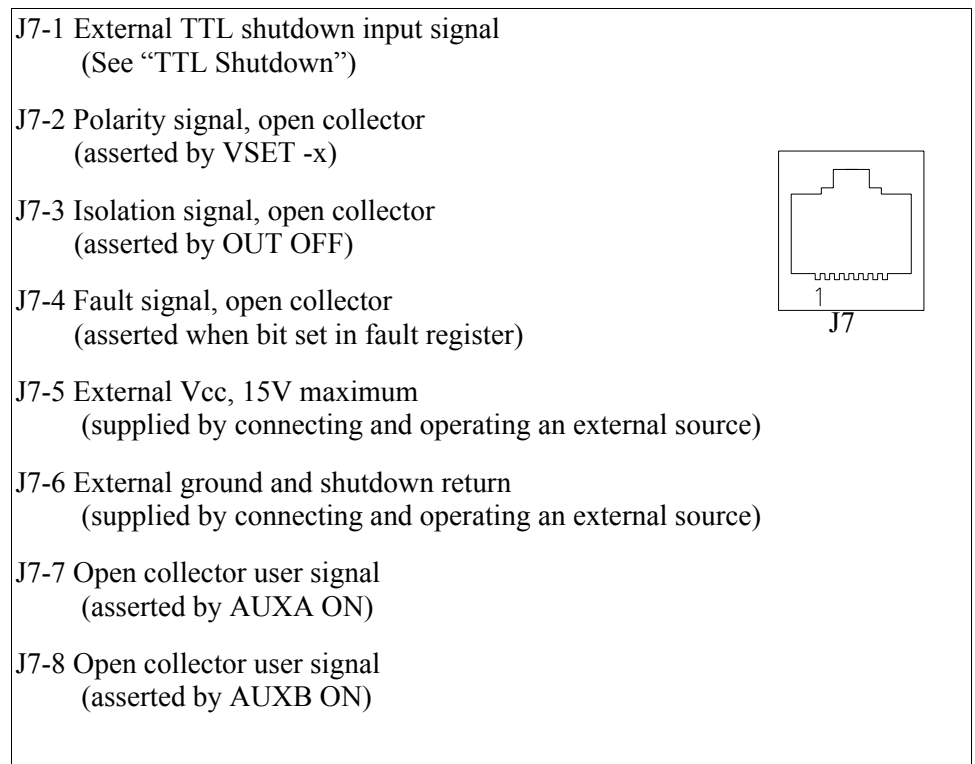 J7-1 External TTL shutdown input signal
(See “TTL Shutdown”)
J7-2 Polarity signal, open collector
(asserted by VSET -x)
J7-3 Isolation signal, open collector
(asserted by OUT OFF)
J7-4 Fault signal, open collector
(asserted when bit set in fault register)
1
J7
J7-5 External Vcc, 15V maximum
(supplied by connecting and operating an external source)
J7-6 External ground and shutdown return
(supplied by connecting and operating an external source)
J7-7 Open collector user signal
(asserted by AUXA ON)
J7-8 Open collector user signal
(asserted by AUXB ON)